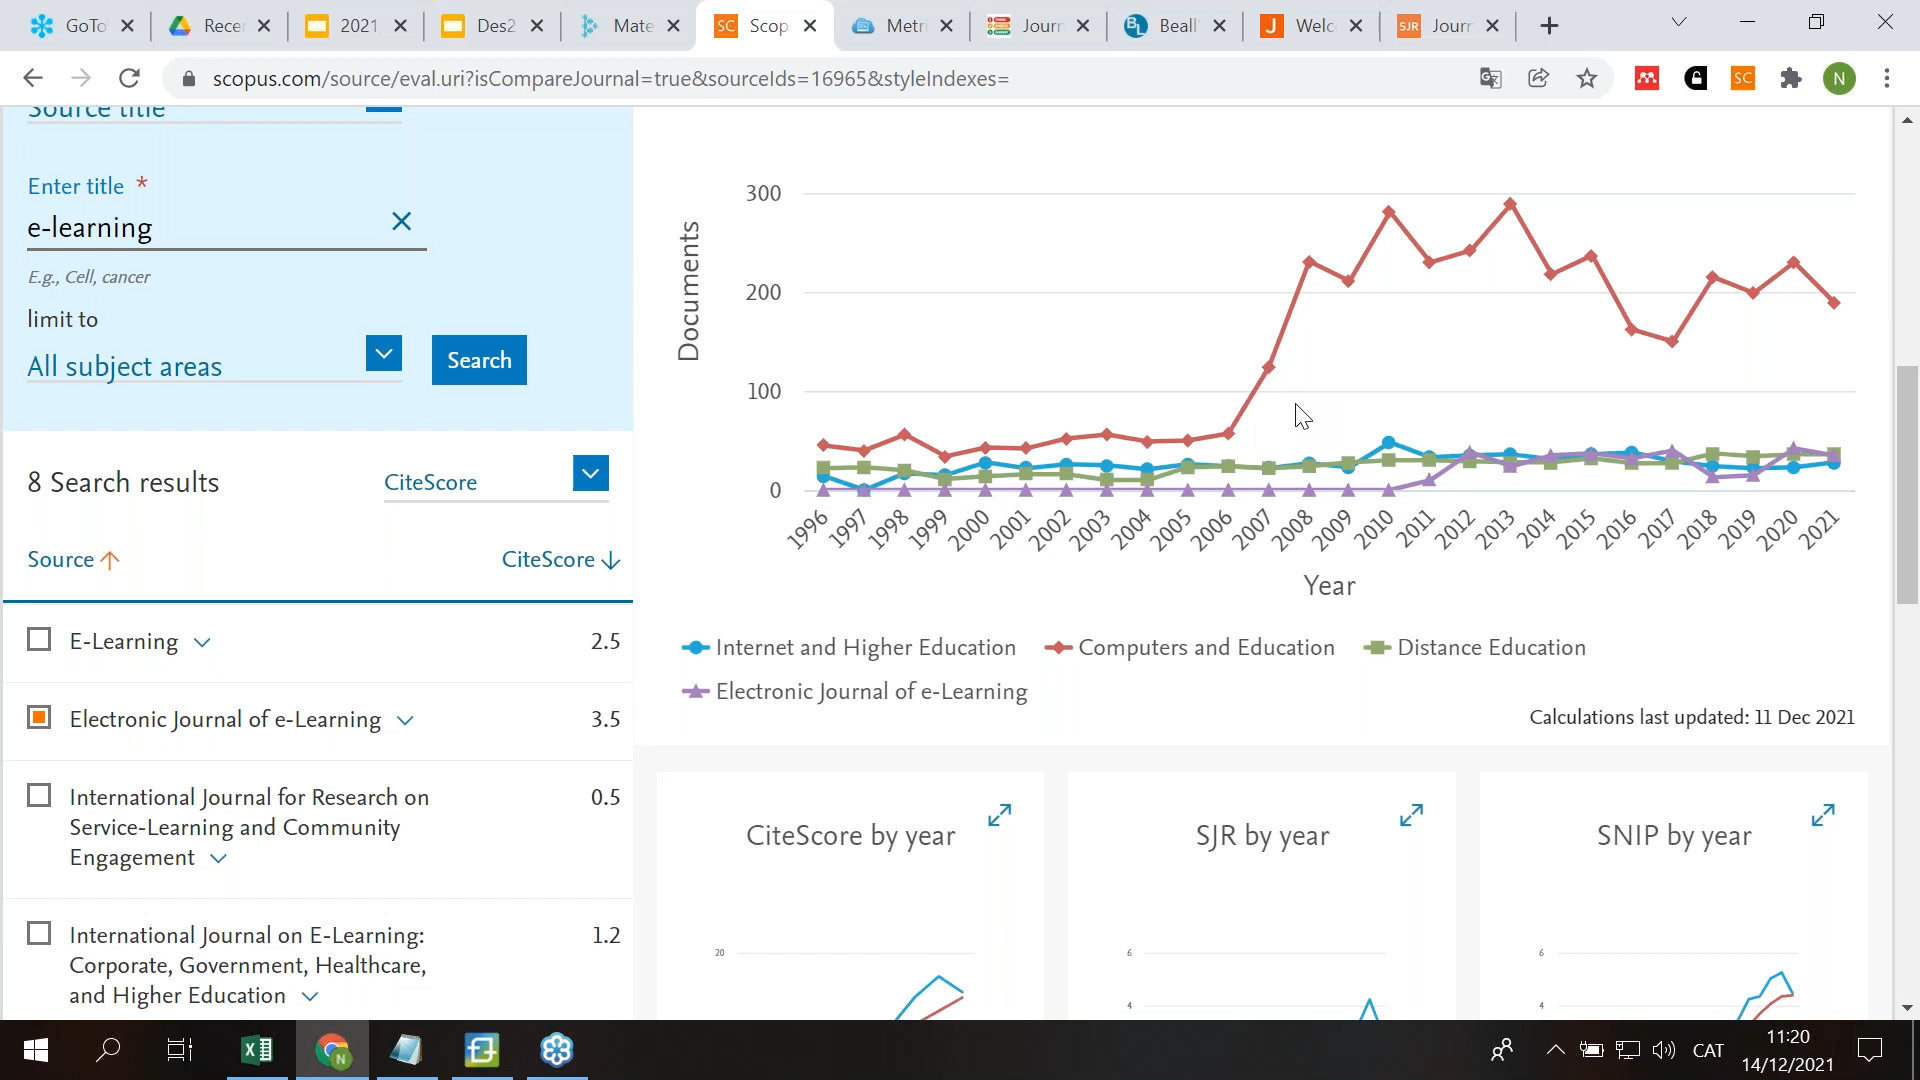 GoTo
Recer
2021
Des2
Mate
Scop
Metri
Journ
Beall'
Welc
Journ
scopus.com/source/eval.uri?isCompareJournal=true&sourceIds=16965&styleIndexes=
SC
N
Source title
Enter title *
e-learning
E.g., Cell, cancer
limit to
All subject areas
Search
8 Search results
CiteScore
Source
CiteScore
E-Learning
2.5
Electronic Journal of e-Learning
3.5
International Journal for Research on
Service-Learning and Community
Engagement
0.5
International Journal on E-Learning:
Corporate, Government, Healthcare,
and Higher Education
1.2
Documents
300
200
100
0
1996
1997
1998
1999
2000
2001
2002
2003
2004
2005
2006
2007
2008
2009
2010
2011
2012
2013
2014
2015
2016
2017
2018
2019
2020
2021
Year
Internet and Higher Education
Computers and Education
Distance Education
Electronic Journal of e-Learning
Calculations last updated: 11 Dec 2021
CiteScore by year
20
SJR by year
6
4
SNIP by year
6
4
CAT
11:20
14/12/2021